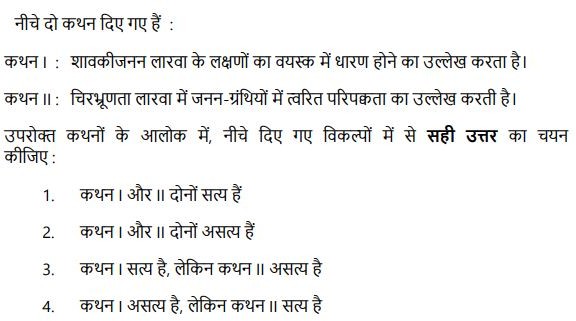 नीचे दो कथन दिए गए हैं :
कथन I : शावकीजनन लारवा के लक्षणों का वयस्क में धारण होने का उल्लेख करता है।
कथन II : चिरभ्रूणता लारवा में जनन-ग्रंथियों में त्वरित परिपक्वता का उल्लेख करती है।
उपरोक्त कथनों के आलोक में, नीचे दिए गए विकल्पों में से सही उत्तर का चयन
कीजिए :
1. कथन I और II दोनों सत्य हैं
2. कथन I और II दोनों असत्य हैं
3. कथन I सत्य है, लेकिन कथन II असत्य है
4. कथन I असत्य है, लेकिन कथन II सत्य है